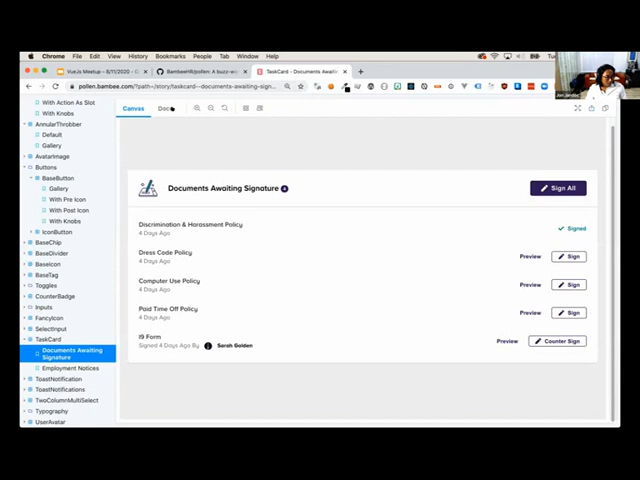 Chrome File Edit View History Bookmarks People Tab Window Help
VueJs Meetup – 8/11/2020 – G
BambeeHR/pollen: A buzz-wo
TaskCard - Documents Awaiti
pollen.bambee.com/?path=/story/taskcard--documents-awaiting-sign...
With Action As Slot
With Knobs
AnnularThrobber
Default
Gallery
AvatarImage
Buttons
BaseButton
Gallery
With Pre Icon
With Post Icon
With Knobs
IconButton
BaseChip
BaseDivider
BaseIcon
BaseTag
Toggles
CounterBadge
Inputs
FancyIcon
SelectInput
TaskCard
Documents Awaiting
Signature
Employment Notices
ToastNotification
ToastNotifications
TwoColumnMultiSelect
Typography
UserAvatar
Canvas
Docs
Documents Awaiting Signature 4
Sign All
Discrimination & Harassment Policy
4 Days Ago
Signed
Dress Code Policy
4 Days Ago
Preview Sign
Computer Use Policy
4 Days Ago
Preview Sign
Paid Time Off Policy
4 Days Ago
Preview Sign
I9 Form
Signed 4 Days Ago By Sarah Golden
Preview Counter Sign